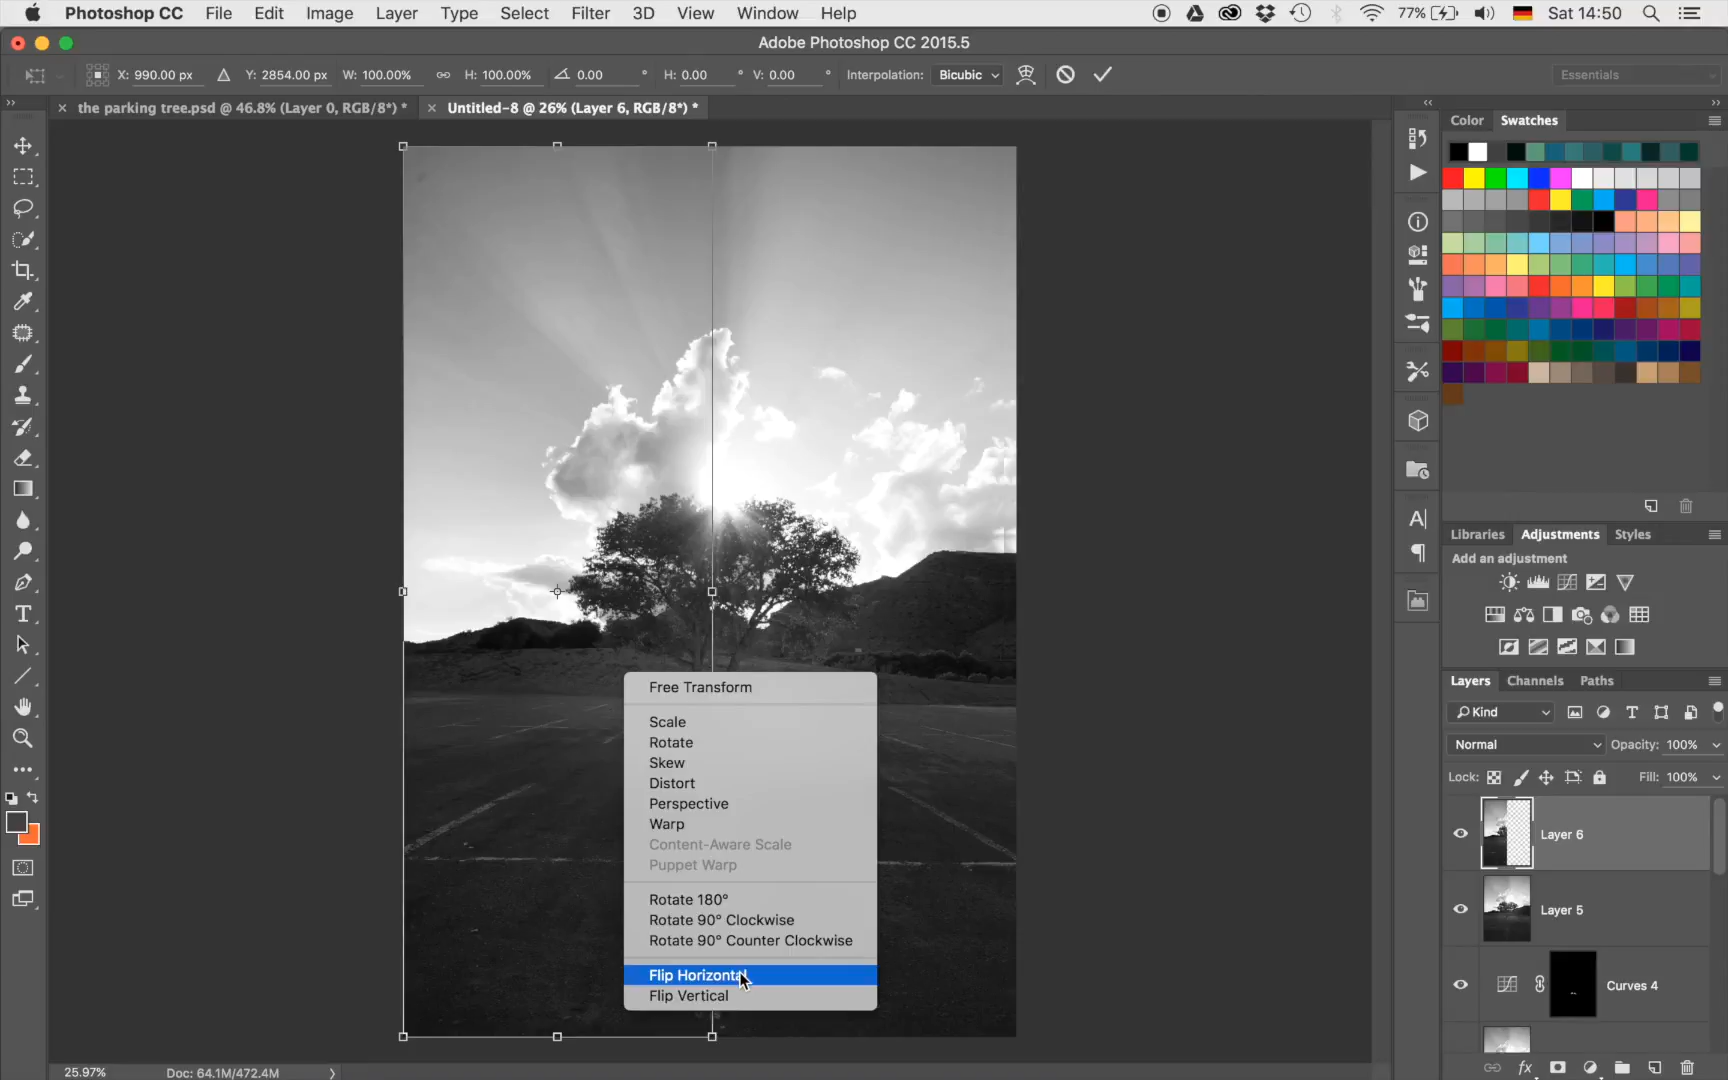 Photoshop CC File Edit Image Layer Type Select Filter 3D View Window Help 77% Sat 14:50
Adobe Photoshop CC 2015.5
X: 990.00 px Y: 2854.00 px W: 100.00% H: 100.00% 0.00 ° H: 0.00 ° V: 0.00 ° Interpolation: Bicubic Essentials
the parking tree.psd @ 46.8% (Layer 0, RGB/8*) * Untitled-8 @ 26% (Layer 6, RGB/8*) *
Color Swatches
Libraries Adjustments Styles
Add an adjustment
Layers Channels Paths
Kind
Normal Opacity: 100%
Lock: Fill: 100%
Layer 6
Layer 5
Curves 4
Free Transform
Scale
Rotate
Skew
Distort
Perspective
Warp
Content-Aware Scale
Puppet Warp
Rotate 180°
Rotate 90° Clockwise
Rotate 90° Counter Clockwise
Flip Horizontal
Flip Vertical
25.97% Doc: 64.1M/472.4M